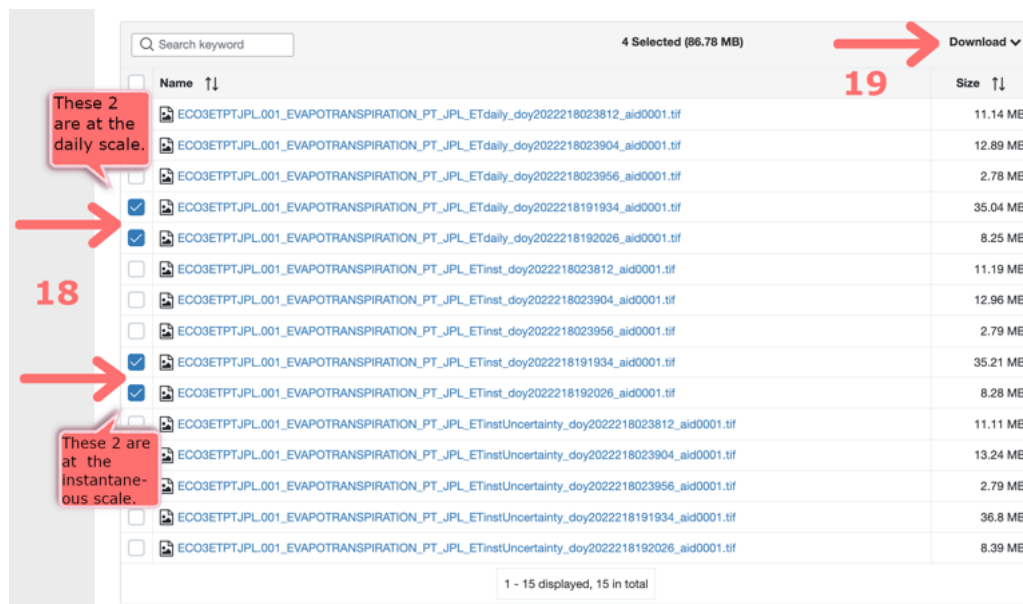 Search keyword
4 Selected (86.78 MB)
Download
19
Name
Size
These 2
are at the
daily scale.
ECO3ETPTJPL.001_EVAPOTRANSPIRATION_PT_JPL_ETdaily_doy2022218023812_aid0001.tif 11.14 MB
ECO3ETPTJPL.001_EVAPOTRANSPIRATION_PT_JPL_ETdaily_doy2022218023904_aid0001.tif 12.89 MB
ECO3ETPTJPL.001_EVAPOTRANSPIRATION_PT_JPL_ETdaily_doy2022218023956_aid0001.tif 2.78 MB
ECO3ETPTJPL.001_EVAPOTRANSPIRATION_PT_JPL_ETdaily_doy2022218191934_aid0001.tif 35.04 MB
ECO3ETPTJPL.001_EVAPOTRANSPIRATION_PT_JPL_ETdaily_doy2022218192026_aid0001.tif 8.25 MB
18
ECO3ETPTJPL.001_EVAPOTRANSPIRATION_PT_JPL_ETinst_doy2022218023812_aid0001.tif 11.19 MB
ECO3ETPTJPL.001_EVAPOTRANSPIRATION_PT_JPL_ETinst_doy2022218023904_aid0001.tif 12.96 MB
ECO3ETPTJPL.001_EVAPOTRANSPIRATION_PT_JPL_ETinst_doy2022218023956_aid0001.tif 2.79 MB
ECO3ETPTJPL.001_EVAPOTRANSPIRATION_PT_JPL_ETinst_doy2022218191934_aid0001.tif 35.21 MB
ECO3ETPTJPL.001_EVAPOTRANSPIRATION_PT_JPL_ETinst_doy2022218192026_aid0001.tif 8.28 MB
These 2 are
at the
instantane-
ous scale.
ECO3ETPTJPL.001_EVAPOTRANSPIRATION_PT_JPL_ETinstUncertainty_doy2022218023812_aid0001.tif 11.11 MB
ECO3ETPTJPL.001_EVAPOTRANSPIRATION_PT_JPL_ETinstUncertainty_doy2022218023904_aid0001.tif 13.24 MB
ECO3ETPTJPL.001_EVAPOTRANSPIRATION_PT_JPL_ETinstUncertainty_doy2022218023956_aid0001.tif 2.79 MB
ECO3ETPTJPL.001_EVAPOTRANSPIRATION_PT_JPL_ETinstUncertainty_doy2022218191934_aid0001.tif 36.8 MB
ECO3ETPTJPL.001_EVAPOTRANSPIRATION_PT_JPL_ETinstUncertainty_doy2022218192026_aid0001.tif 8.39 MB
1 - 15 displayed, 15 in total